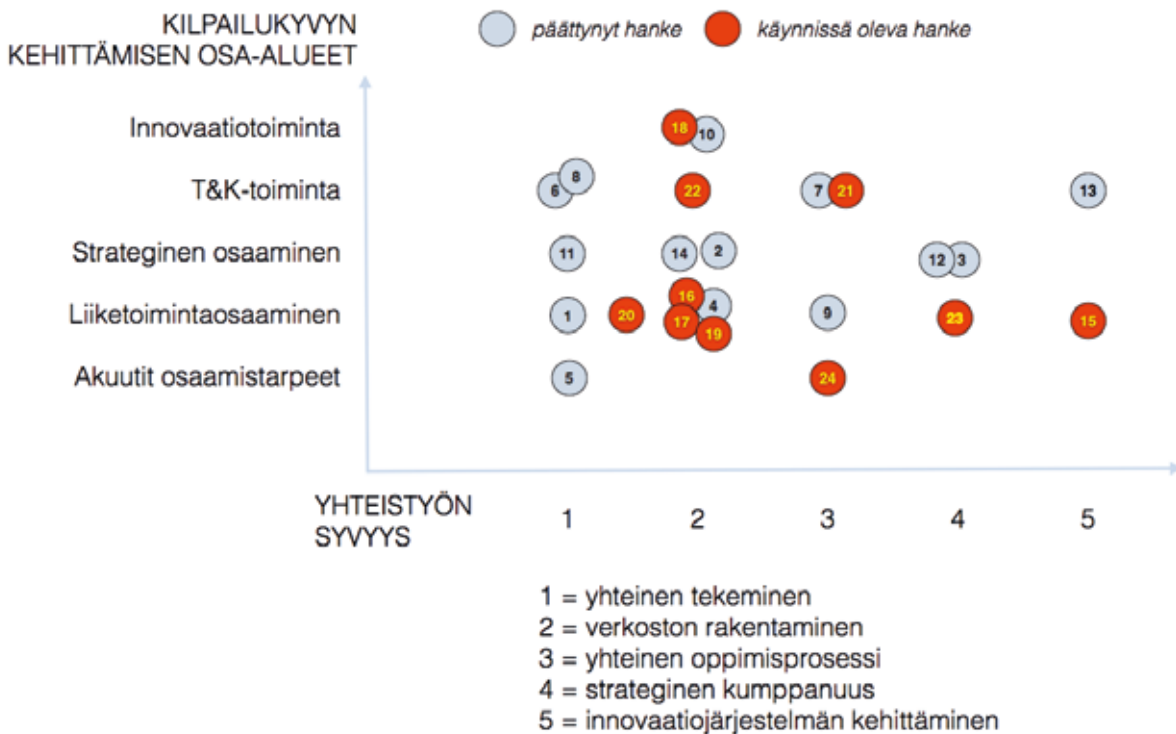 KILPAILUKYVYN
KEHITTÄMISEN OSA-ALUEET
päättynyt hanke
käynnissä oleva hanke
Innovaatiotoiminta
18 10
T&K-toiminta
6 8 22 7 21 13
Strateginen osaaminen
11 14 2 12 3
Liiketoimintaosaaminen
1 20 16 17 4 19 9 23 15
Akuutit osaamistarpeet
5 24
YHTEISTYÖN
SYVYYS
1 2 3 4 5
1 = yhteinen tekeminen
2 = verkoston rakentaminen
3 = yhteinen oppimisprosessi
4 = strateginen kumppanuus
5 = innovaatiojärjestelmän kehittäminen